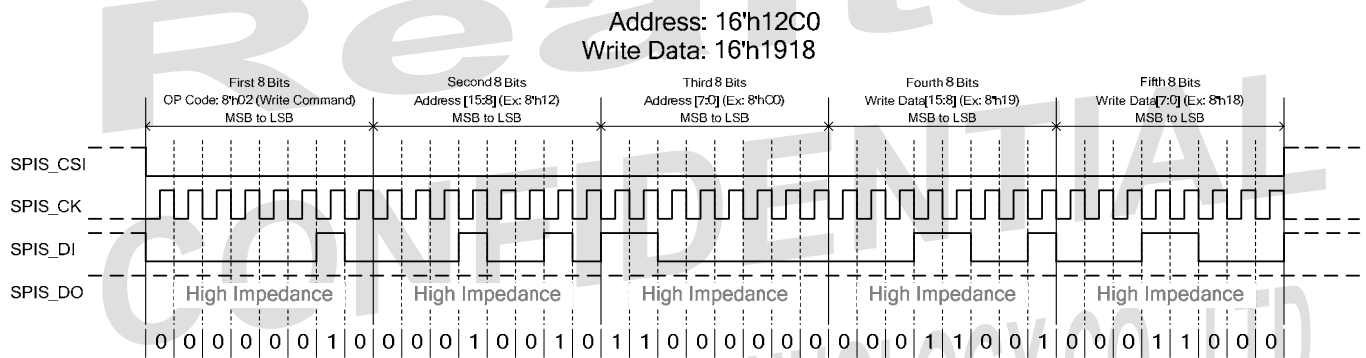 Realte
CONFIDENTIAL
CO., LTD
Address: 16'h12C0
Write Data: 16'h1918
First 8 Bits
OP Code: 8'h02 (Write Command)
MSB to LSB
Second 8 Bits
Address [15:8] (Ex: 8'h12)
MSB to LSB
Third 8 Bits
Address [7:0] (Ex: 8'hC0)
MSB to LSB
Fourth 8 Bits
Write Data[15:8] (Ex: 8'h19)
MSB to LSB
Fifth 8 Bits
Write Data[7:0] (Ex: 8'h18)
MSB to LSB
SPIS_CSI
SPIS_CK
SPIS_DI
SPIS_DO
High Impedance High Impedance High Impedance High Impedance High Impedance
0 0 0 0 0 0 1 0 0 0 0 1 0 0 1 0 1 1 0 0 0 0 0 0 0 0 0 1 1 0 0 1 0 0 0 1 1 0 0 0